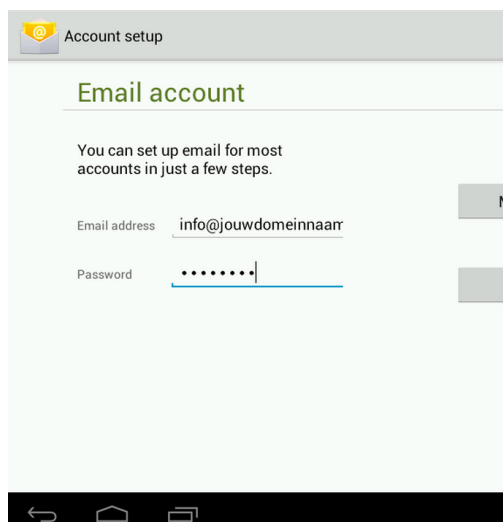 Account setup
Email account
You can set up email for most
accounts in just a few steps.
Email address info@jouwdomeinnaam
Password ••••••••